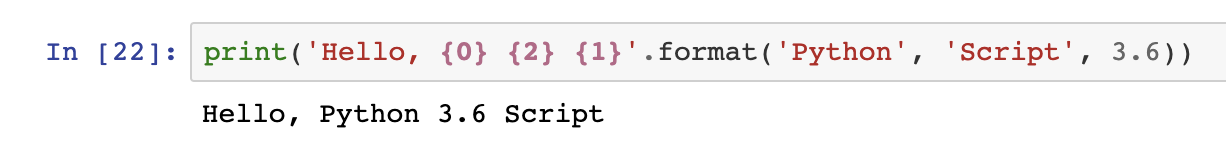 In [22]: print('Hello, {0} {2} {1}'.format('Python', 'Script', 3.6))
Hello, Python 3.6 Script